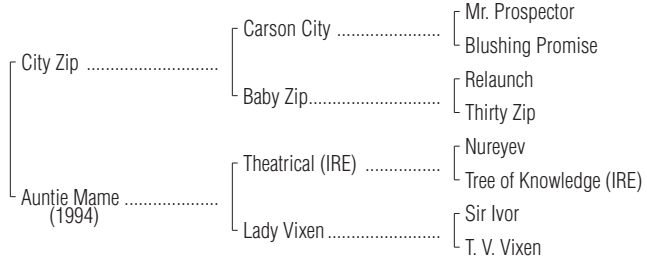 Mr. Prospector
Carson City ........................
Blushing Promise
City Zip ...............................
Relaunch
Baby Zip...............................
Thirty Zip
Nureyev
Theatrical (IRE) .................
Tree of Knowledge (IRE)
Auntie Mame ......................
(1994)
Sir Ivor
Lady Vixen..........................
T. V. Vixen